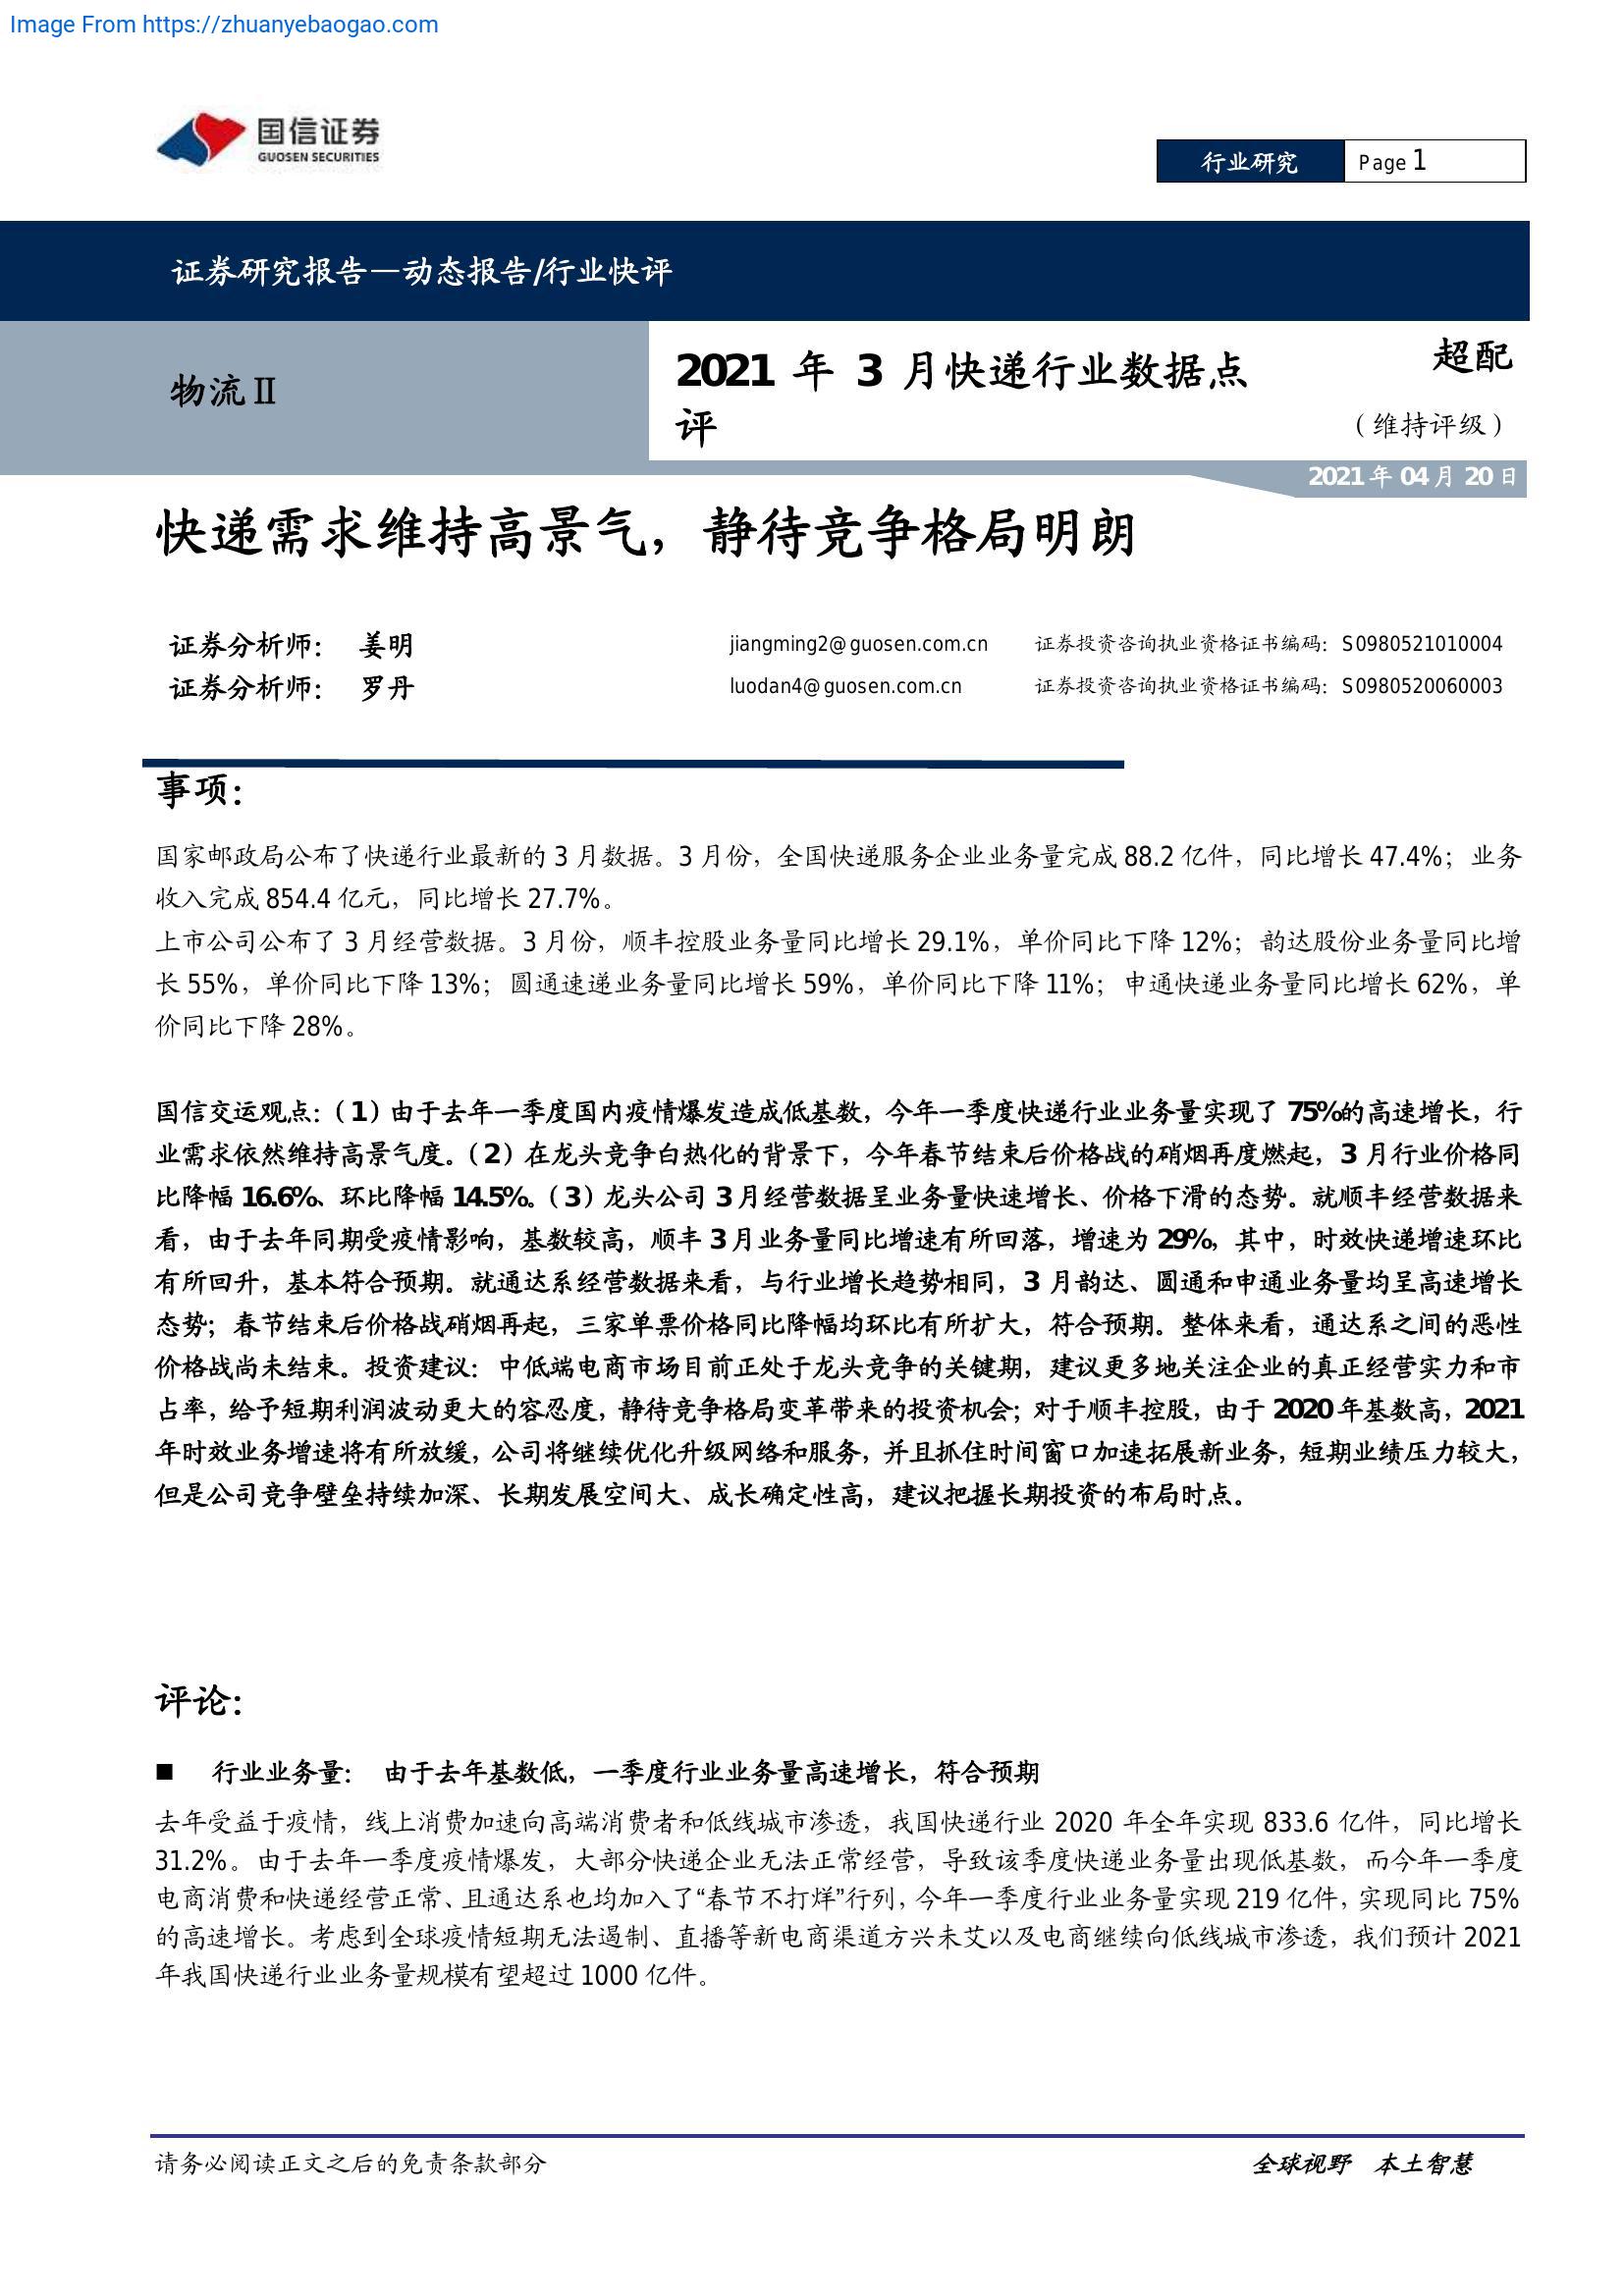 Image From https://zhuanyebaogao.com
国信证券
GUOSEN SECURITIES
行业研究 Page 1
证券研究报告—动态报告/行业快评
物流Ⅱ
2021 年 3 月快递行业数据点
评
超配
（维持评级）
2021 年 04 月 20 日
快递需求维持高景气，静待竞争格局明朗
证券分析师： 姜明 jiangming2@guosen.com.cn 证券投资咨询执业资格证书编码：S0980521010004
证券分析师： 罗丹 luodan4@guosen.com.cn 证券投资咨询执业资格证书编码：S0980520060003
事项：
国家邮政局公布了快递行业最新的 3 月数据。3 月份，全国快递服务企业业务量完成 88.2 亿件，同比增长 47.4%；业务
收入完成 854.4 亿元，同比增长 27.7%。
上市公司公布了 3 月经营数据。3 月份，顺丰控股业务量同比增长 29.1%，单价同比下降 12%；韵达股份业务量同比增
长 55%，单价同比下降 13%；圆通速递业务量同比增长 59%，单价同比下降 11%；申通快递业务量同比增长 62%，单
价同比下降 28%。
国信交运观点：（1）由于去年一季度国内疫情爆发造成低基数，今年一季度快递行业业务量实现了 75%的高速增长，行
业需求依然维持高景气度。（2）在龙头竞争白热化的背景下，今年春节结束后价格战的硝烟再度燃起，3 月行业价格同
比降幅 16.6%、环比降幅 14.5%。（3）龙头公司 3 月经营数据呈业务量快速增长、价格下滑的态势。就顺丰经营数据来
看，由于去年同期受疫情影响，基数较高，顺丰 3 月业务量同比增速有所回落，增速为 29%，其中，时效快递增速环比
有所回升，基本符合预期。就通达系经营数据来看，与行业增长趋势相同，3 月韵达、圆通和申通业务量均呈高速增长
态势；春节结束后价格战硝烟再起，三家单票价格同比降幅均环比有所扩大，符合预期。整体来看，通达系之间的恶性
价格战尚未结束。投资建议：中低端电商市场目前正处于龙头竞争的关键期，建议更多地关注企业的真正经营实力和市
占率，给予短期利润波动更大的容忍度，静待竞争格局变革带来的投资机会；对于顺丰控股，由于 2020 年基数高，2021
年时效业务增速将有所放缓，公司将继续优化升级网络和服务，并且抓住时间窗口加速拓展新业务，短期业绩压力较大，
但是公司竞争壁垒持续加深、长期发展空间大、成长确定性高，建议把握长期投资的布局时点。
评论：
■ 行业业务量： 由于去年基数低，一季度行业业务量高速增长，符合预期
去年受益于疫情，线上消费加速向高端消费者和低线城市渗透，我国快递行业 2020 年全年实现 833.6 亿件，同比增长
31.2%。由于去年一季度疫情爆发，大部分快递企业无法正常经营，导致该季度快递业务量出现低基数，而今年一季度
电商消费和快递经营正常、且通达系也均加入了“春节不打烊”行列，今年一季度行业业务量实现 219 亿件，实现同比 75%
的高速增长。考虑到全球疫情短期无法遏制、直播等新电商渠道方兴未艾以及电商继续向低线城市渗透，我们预计 2021
年我国快递行业业务量规模有望超过 1000 亿件。
请务必阅读正文之后的免责条款部分 全球视野 本土智慧